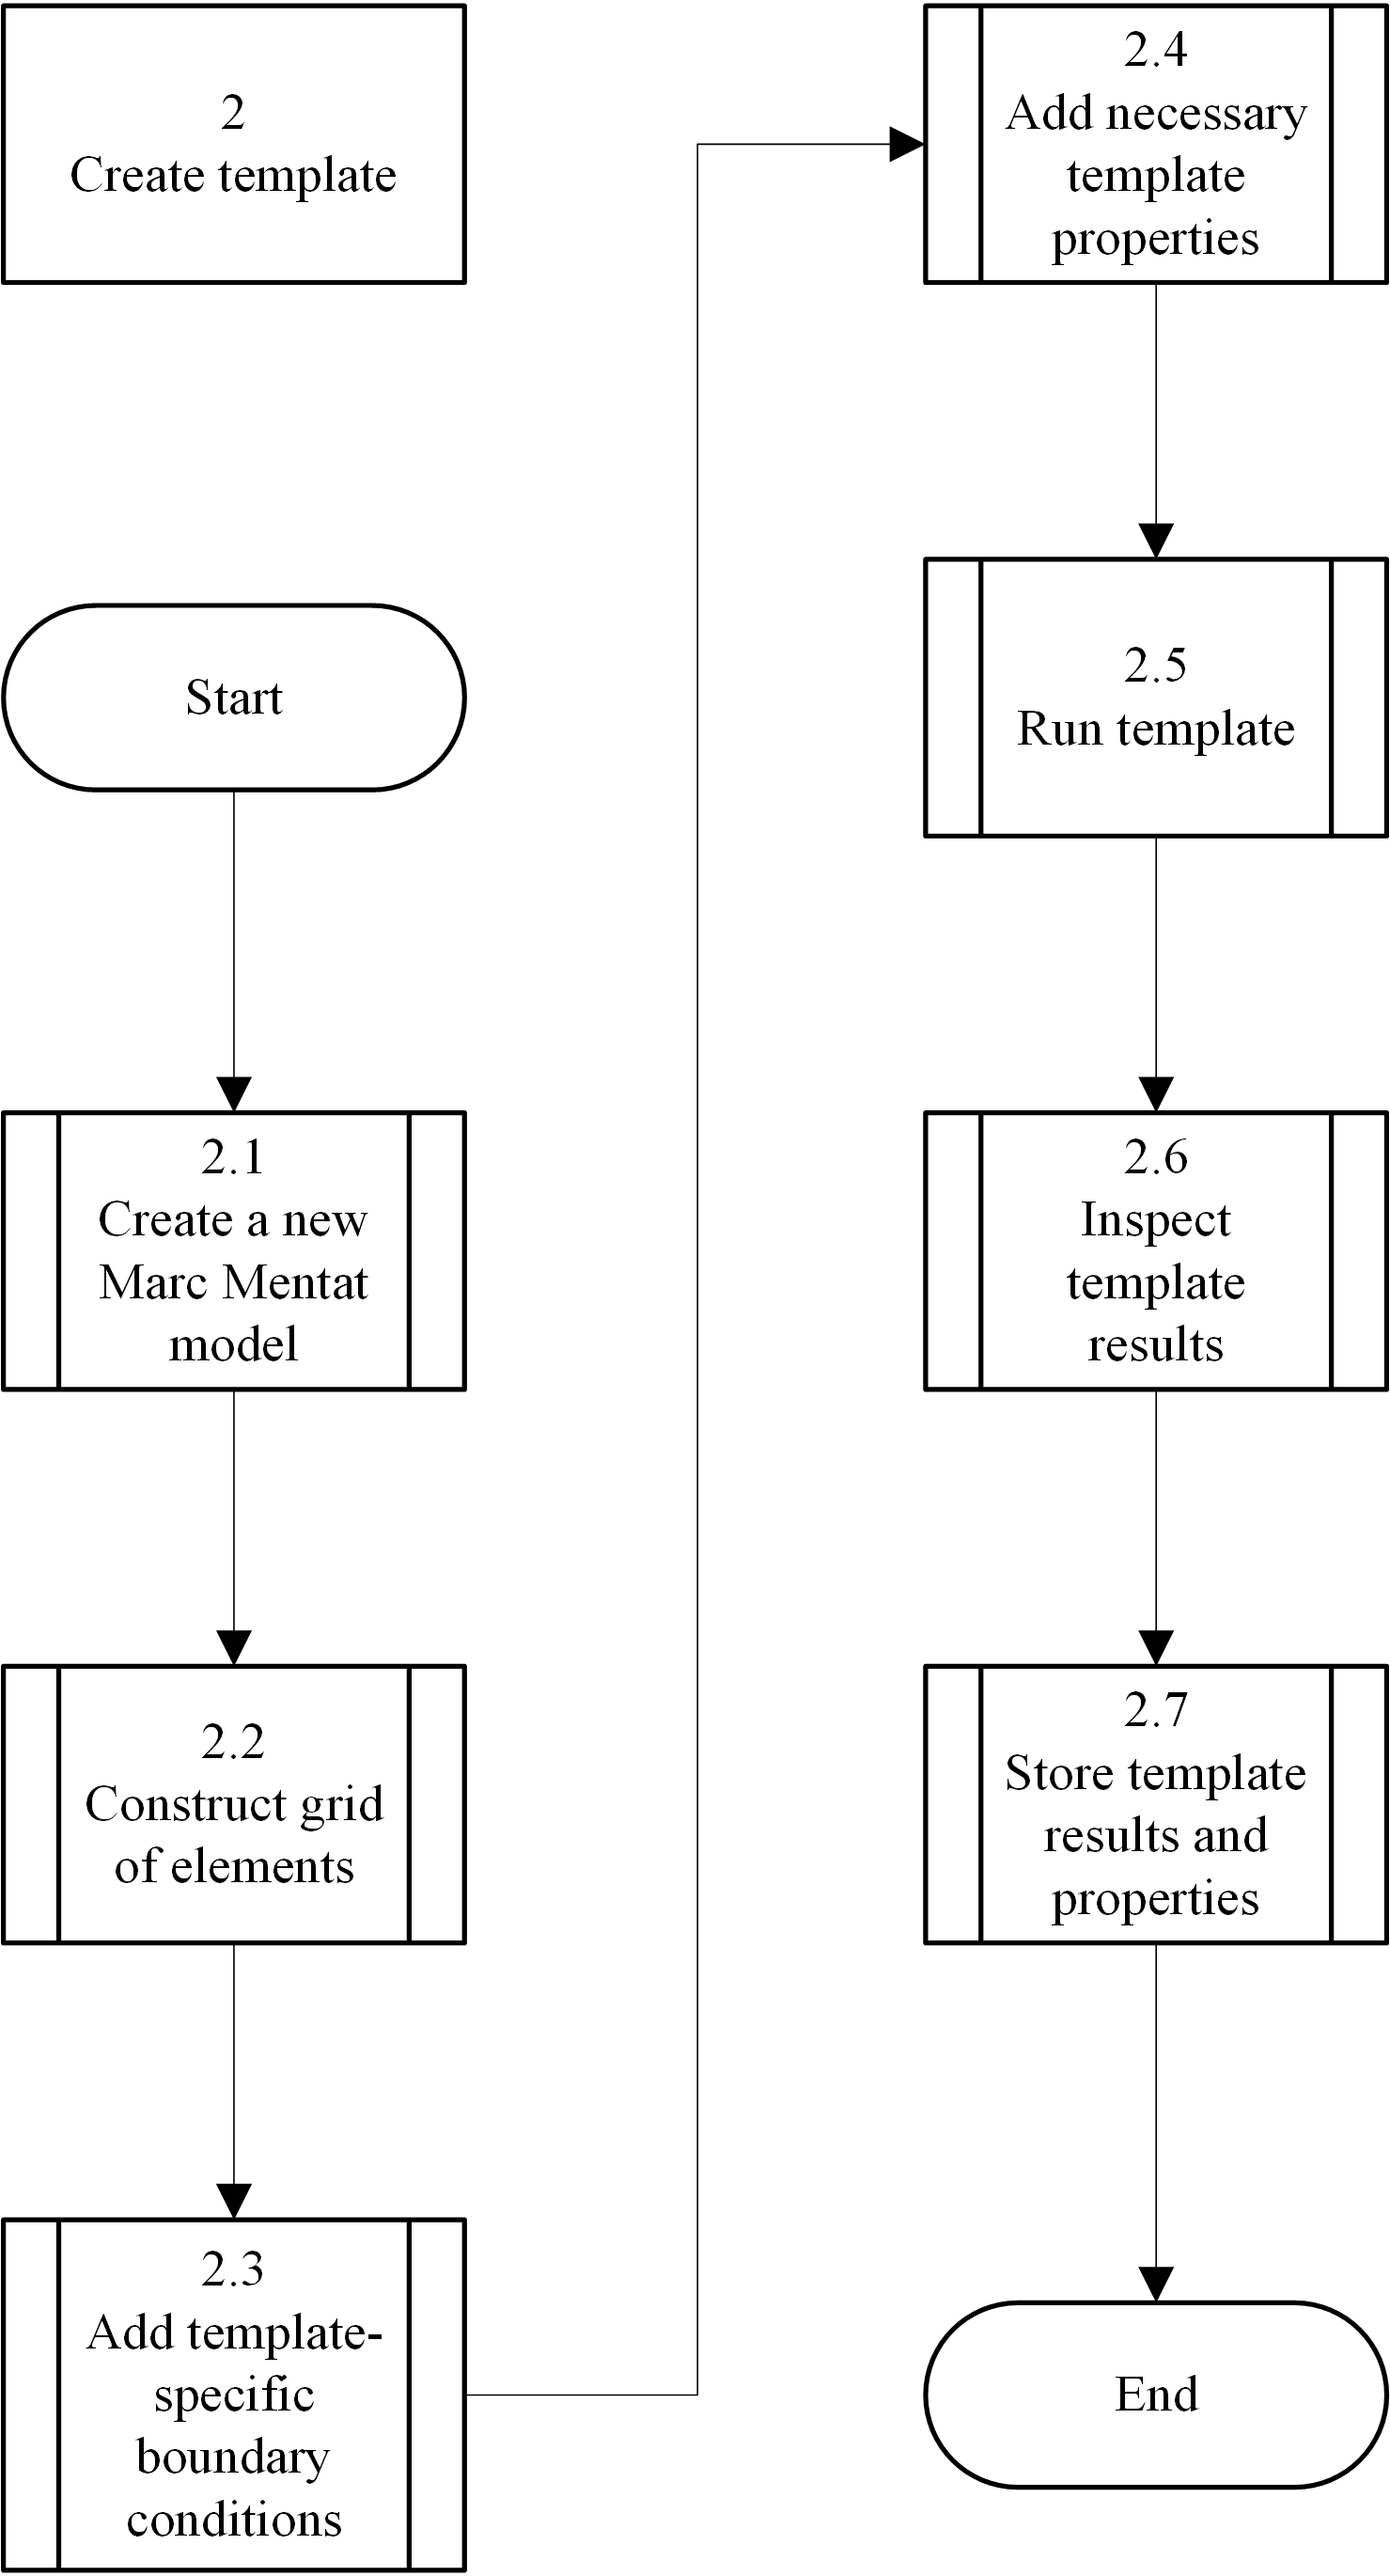 2
Create template
Start
2.1
Create a new
Marc Mentat
model
2.2
Construct grid
of elements
2.3
Add template-
specific
boundary
conditions
2.4
Add necessary
template
properties
2.5
Run template
2.6
Inspect
template
results
2.7
Store template
results and
properties
End